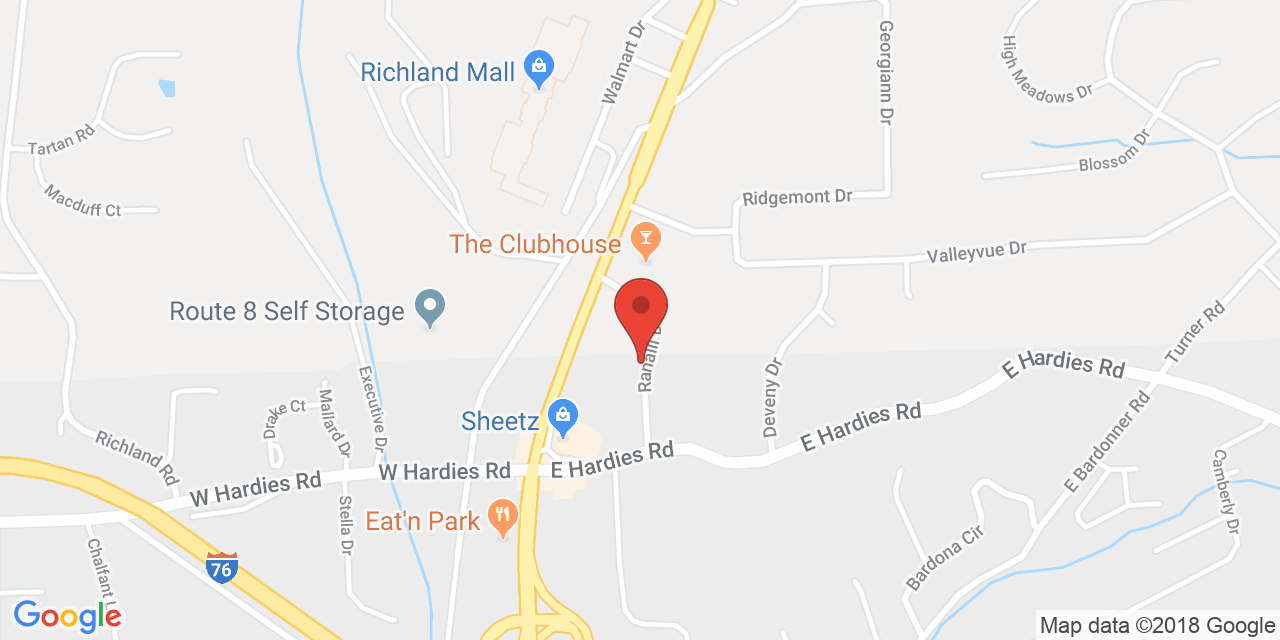 Georgiann Dr
High Meadows Dr
Walmart Dr
Richland Mall
Tartan Rd
Blossom Dr
Macduff Ct
Ridgemont Dr
The Clubhouse
Valleyvue Dr
Route 8 Self Storage
Turner Rd
E Hardies Rd
Executive Dr
Deveny Dr
Mallard Dr
Drake Ct
Sheetz
E Hardies Rd
E Bardonner Rd
Richland Rd
W Hardies Rd
E Hardies Rd
W Hardies Rd
Camberly Dr
Stella Dr
Eat'n Park
Bardona Cir
Chalfant
76
Google
Map data ©2018 Google